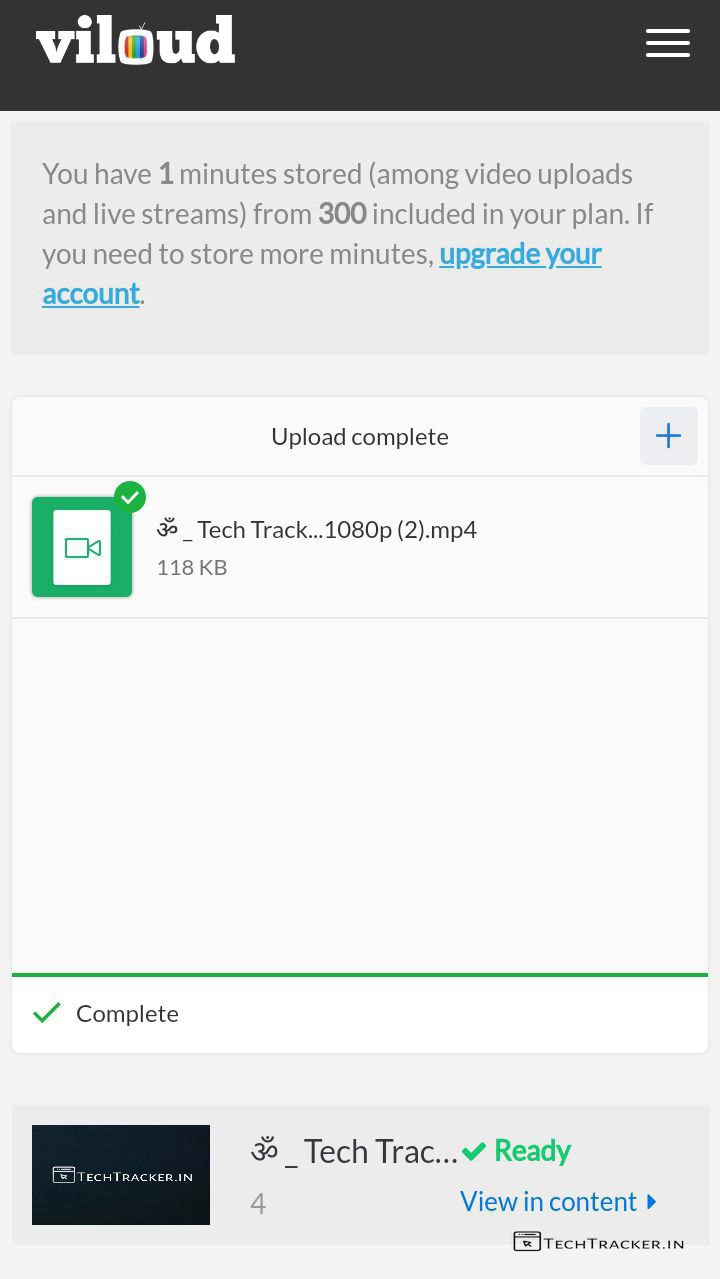 viloud
You have 1 minutes stored (among video uploads
and live streams) from 300 included in your plan. If
you need to store more minutes, upgrade your
account.
Upload complete
ॐ _ Tech Track...1080p (2).mp4
118 KB
Complete
TECHTRACKER.IN
ॐ _ Tech Trac... Ready
4
View in content
TECHTRACKER.IN